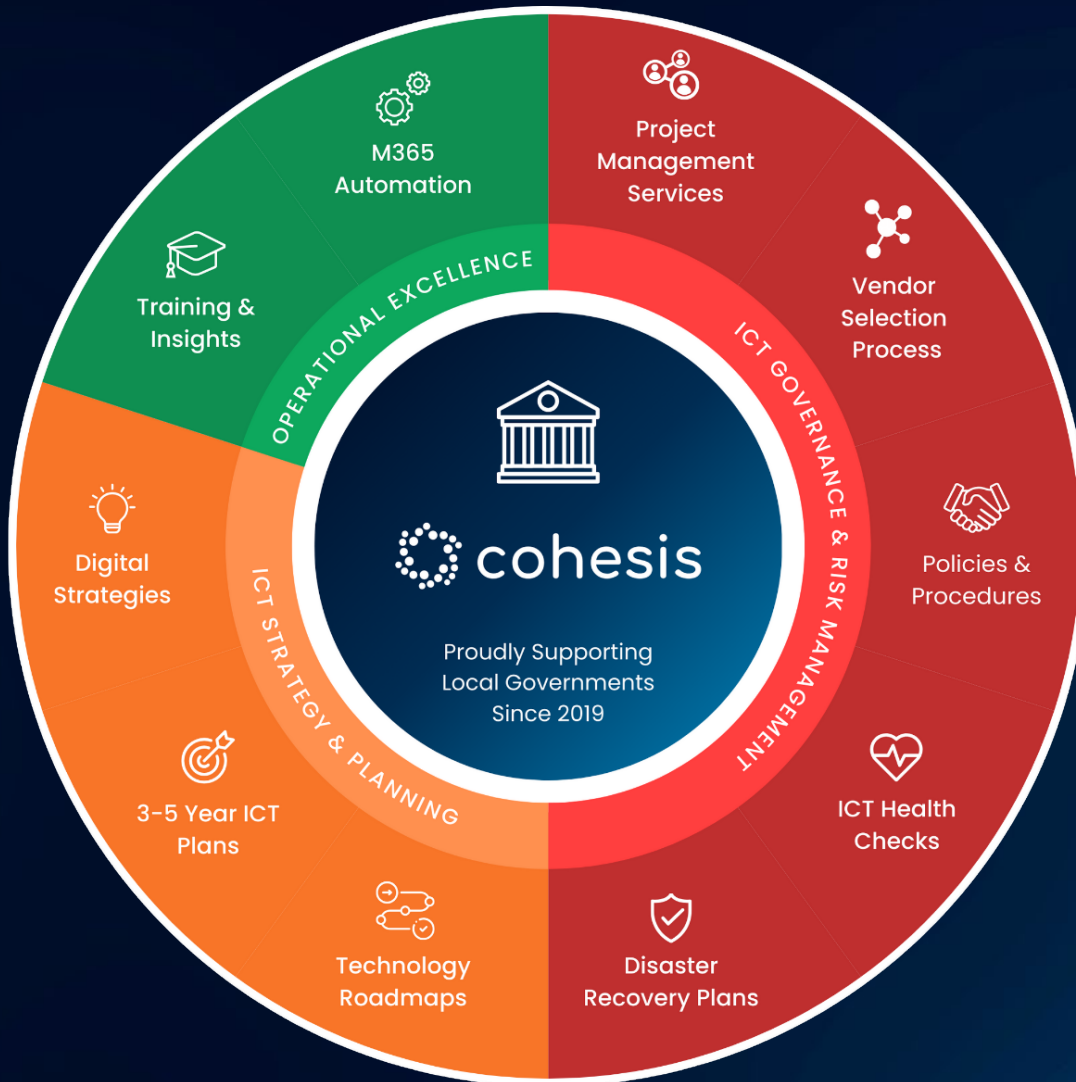 M365
Automation
Project
Management
Services
Vendor
Selection
Process
Policies &
Procedures
ICT Health
Checks
Disaster
Recovery Plans
Technology
Roadmaps
3-5 Year ICT
Plans
Digital
Strategies
Training &
Insights
OPERATIONAL EXCELLENCE
ICT GOVERNANCE & RISK MANAGEMENT
ICT STRATEGY & PLANNING
cohesis
Proudly Supporting
Local Governments
Since 2019